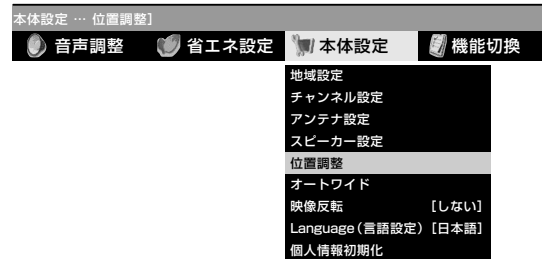 本体設定 … 位置調整]
音声調整 省エネ設定 本体設定 機能切換
地域設定
チャンネル設定
アンテナ設定
スピーカー設定
位置調整
オートワイド
映像反転 [しない]
Language(言語設定) [日本語]
個人情報初期化